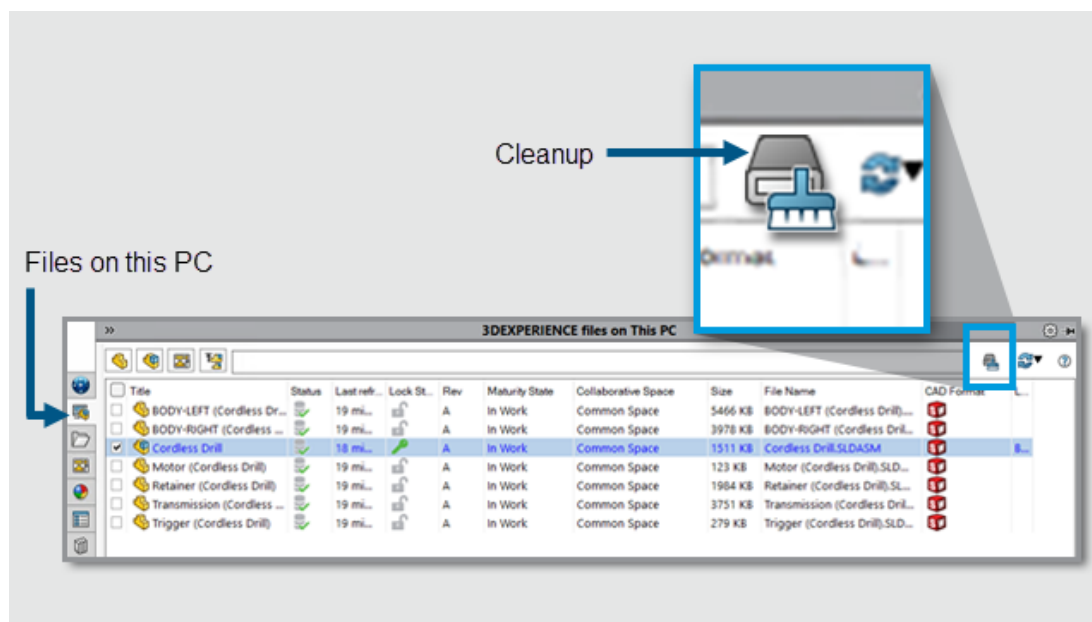 Cleanup
Files on this PC
ormat
3DEXPERIENCE files on This PC
Title Status Last refr... Lock St... Rev Maturity State Collaborative Space Size File Name CAD Format L...
BODY-LEFT (Cordless Dr... 19 mi... A In Work Common Space 5466 KB BODY-LEFT (Cordless Drill)....
BODY-RIGHT (Cordless ... 19 mi... A In Work Common Space 3978 KB BODY-RIGHT (Cordless Dril...
Cordless Drill 18 mi... A In Work Common Space 1511 KB Cordless Drill.SLDASM B...
Motor (Cordless Drill) 19 mi... A In Work Common Space 123 KB Motor (Cordless Drill).SLD...
Retainer (Cordless Drill) 19 mi... A In Work Common Space 1984 KB Retainer (Cordless Drill).SL...
Transmission (Cordless ... 19 mi... A In Work Common Space 3751 KB Transmission (Cordless Dril...
Trigger (Cordless Drill) 19 mi... A In Work Common Space 279 KB Trigger (Cordless Drill).SLD...